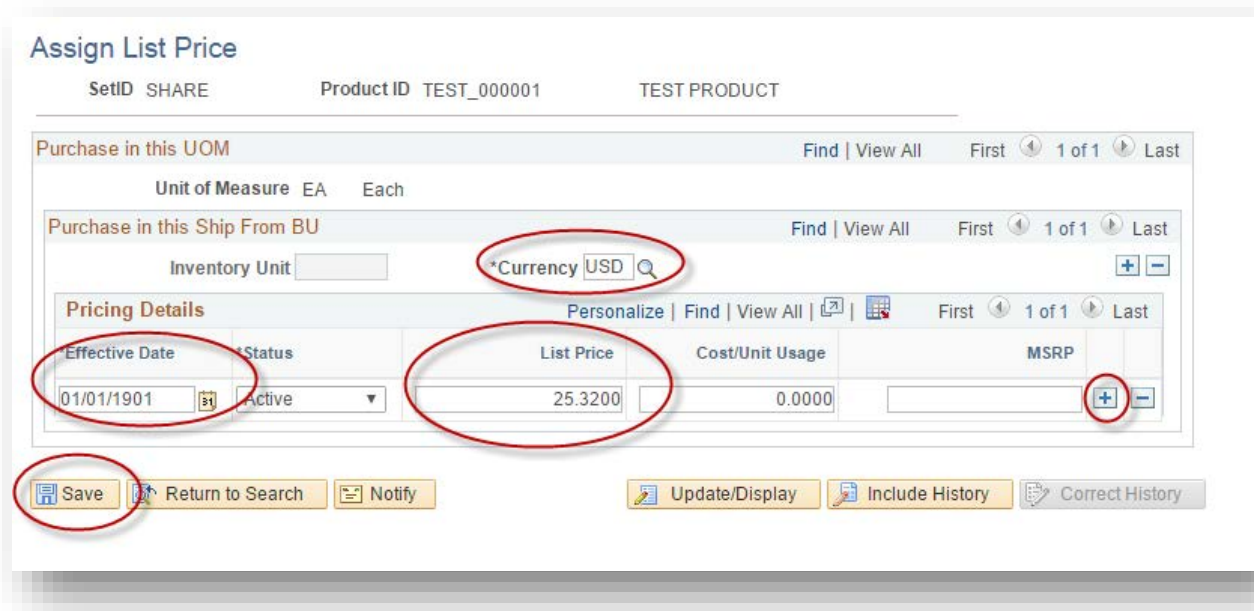 Assign List Price
SetID SHARE Product ID TEST_000001 TEST PRODUCT
Purchase in this UOM Find | View All First 1 of 1 Last
Unit of Measure EA Each
Purchase in this Ship From BU Find | View All First 1 of 1 Last
Inventory Unit *Currency USD
Pricing Details Personalize | Find | View All | | First 1 of 1 Last
*Effective Date *Status List Price Cost/Unit Usage MSRP
01/01/1901 31 Active 25.3200 0.0000
Save Return to Search Notify Update/Display Include History Correct History